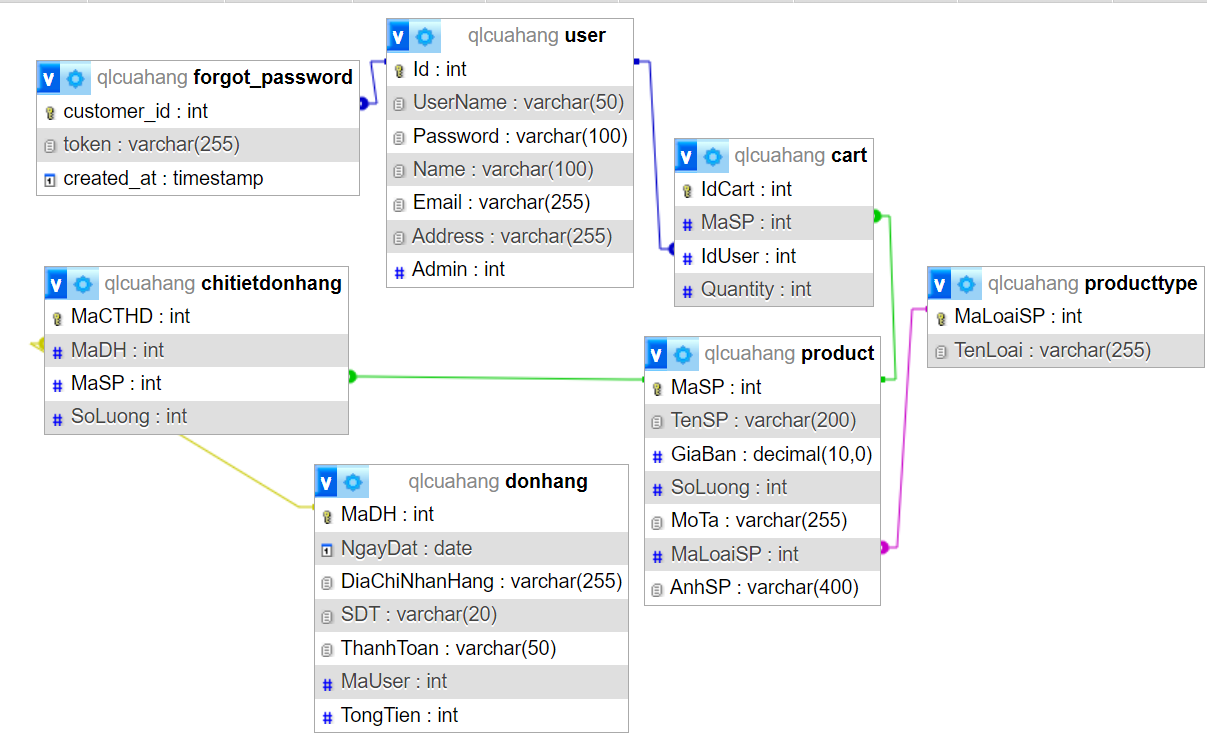 qlcuahang forgot_password
customer_id : int
token : varchar(255)
created_at : timestamp
v qlcuahang user
Id : int
UserName : varchar(50)
Password : varchar(100)
Name : varchar(100)
Email : varchar(255)
Address : varchar(255)
# Admin : int
v qlcuahang cart
IdCart : int
# MaSP : int
# IdUser : int
# Quantity : int
v qlcuahang chitietdonhang
MaCTHD : int
# MaDH : int
# MaSP : int
# SoLuong : int
v qlcuahang product
MaSP : int
TenSP : varchar(200)
# GiaBan : decimal(10,0)
# SoLuong : int
MoTa : varchar(255)
# MaLoaiSP : int
AnhSP : varchar(400)
v qlcuahang producttype
MaLoaiSP : int
TenLoai : varchar(255)
v qlcuahang donhang
MaDH : int
NgayDat : date
DiaChiNhanHang : varchar(255)
SDT : varchar(20)
ThanhToan : varchar(50)
# MaUser : int
# TongTien : int